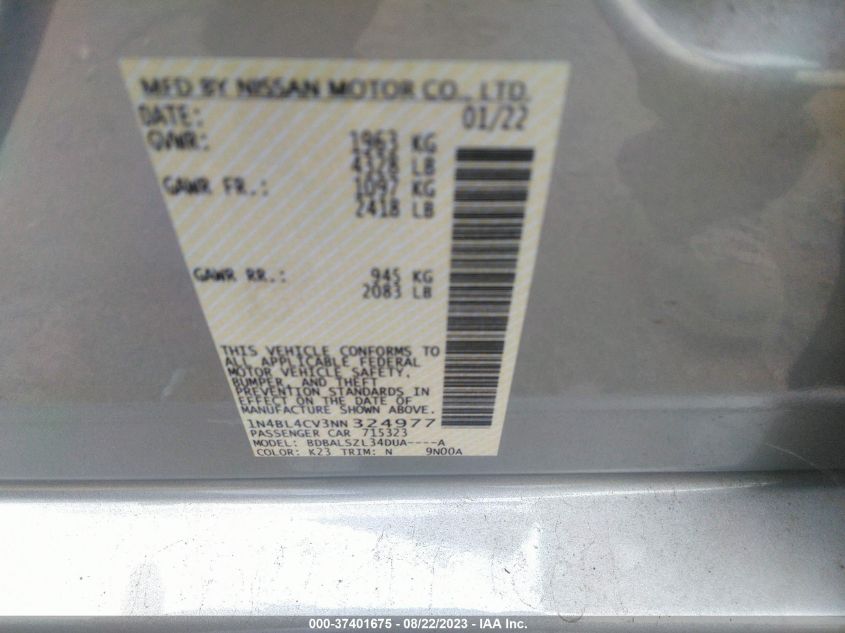 MFD BY NISSAN MOTOR CO., LTD.
DATE: 01/22
GVWR: 1963 KG
4328 LB
GAWR FR.: 1097 KG
2418 LB
GAWR RR.: 945 KG
2083 LB
THIS VEHICLE CONFORMS TO
ALL APPLICABLE FEDERAL
MOTOR VEHICLE SAFETY,
BUMPER, AND THEFT
PREVENTION STANDARDS IN
EFFECT ON THE DATE OF
MANUFACTURE SHOWN ABOVE.
1N4BL4CV3NN324977
PASSENGER CAR 715323
MODEL: BDBALSZL34DUA----A
COLOR: K23 TRIM: N 9N00A
000-37401675 - 08/22/2023 - IAA Inc.